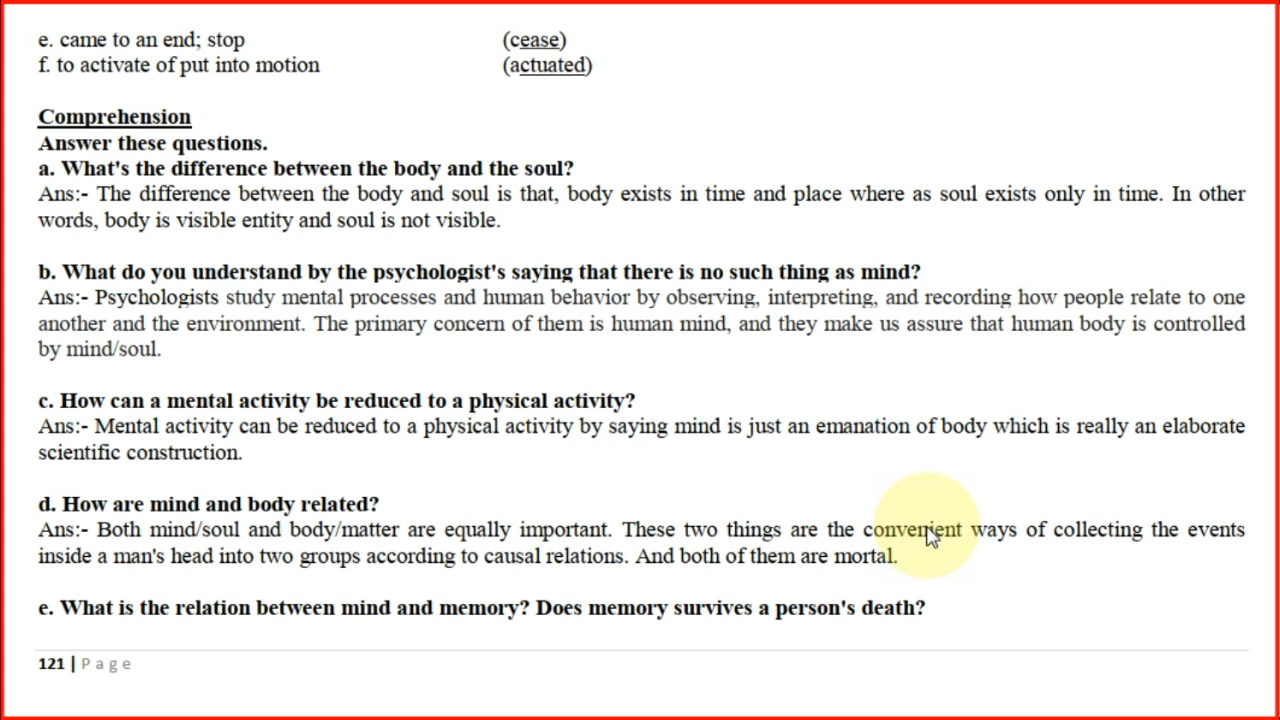 e. came to an end; stop (cease)
f. to activate of put into motion (actuated)
Comprehension
Answer these questions.
a. What's the difference between the body and the soul?
Ans:- The difference between the body and soul is that, body exists in time and place where as soul exists only in time. In other
words, body is visible entity and soul is not visible.
b. What do you understand by the psychologist's saying that there is no such thing as mind?
Ans:- Psychologists study mental processes and human behavior by observing, interpreting, and recording how people relate to one
another and the environment. The primary concern of them is human mind, and they make us assure that human body is controlled
by mind/soul.
c. How can a mental activity be reduced to a physical activity?
Ans:- Mental activity can be reduced to a physical activity by saying mind is just an emanation of body which is really an elaborate
scientific construction.
d. How are mind and body related?
Ans:- Both mind/soul and body/matter are equally important. These two things are the convenient ways of collecting the events
inside a man's head into two groups according to causal relations. And both of them are mortal.
e. What is the relation between mind and memory? Does memory survives a person's death?
121 | Page